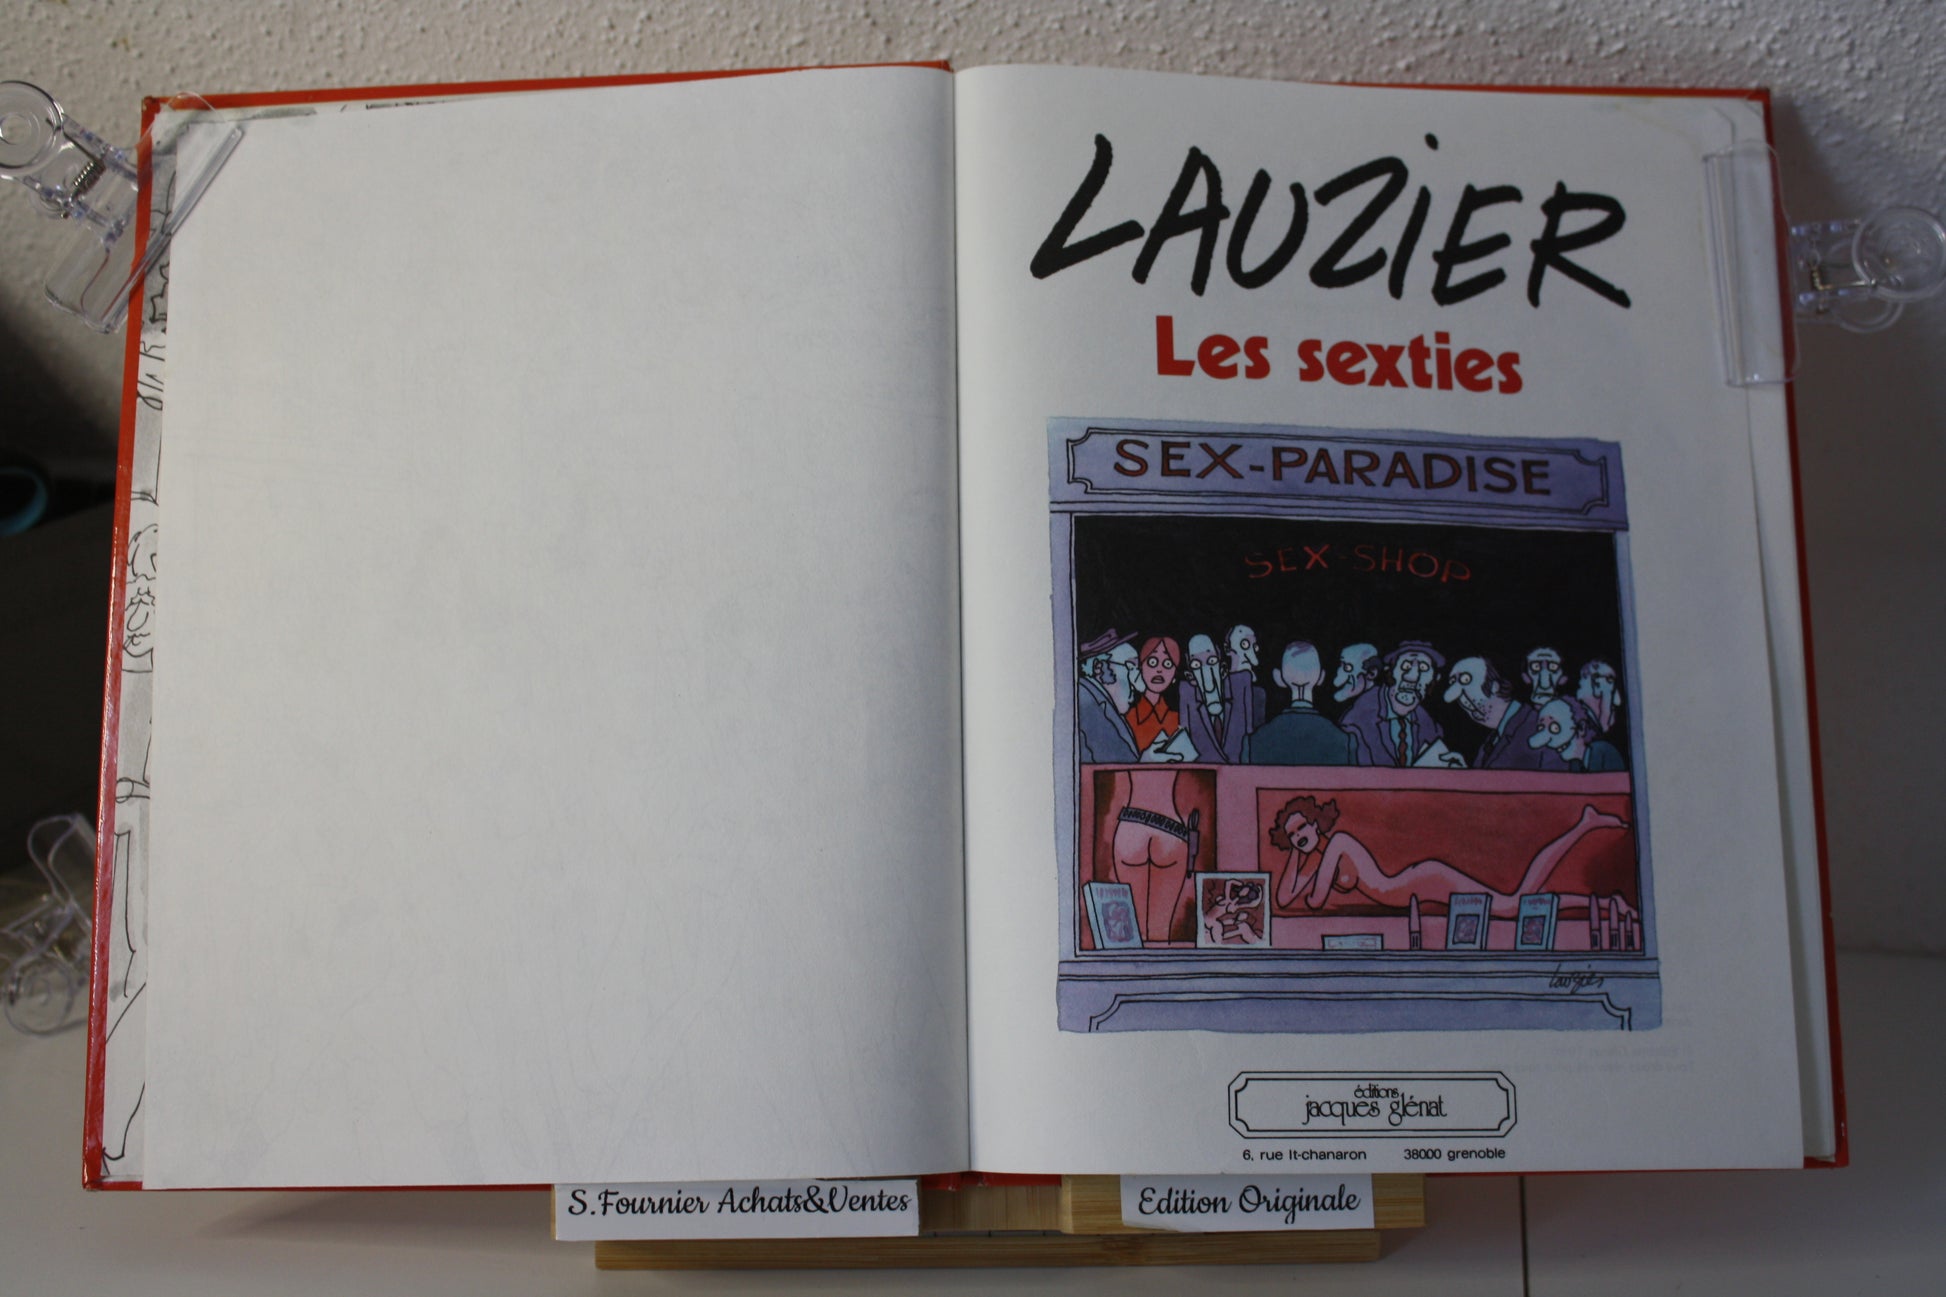 LAUZIER
Les sexties
SEX-PARADISE
SEX-SHOP
Lauzier
éditions
jacques glénat
6, rue lt-chanaron 38000 grenoble
S.Fournier Achats&Ventes
Edition Originale